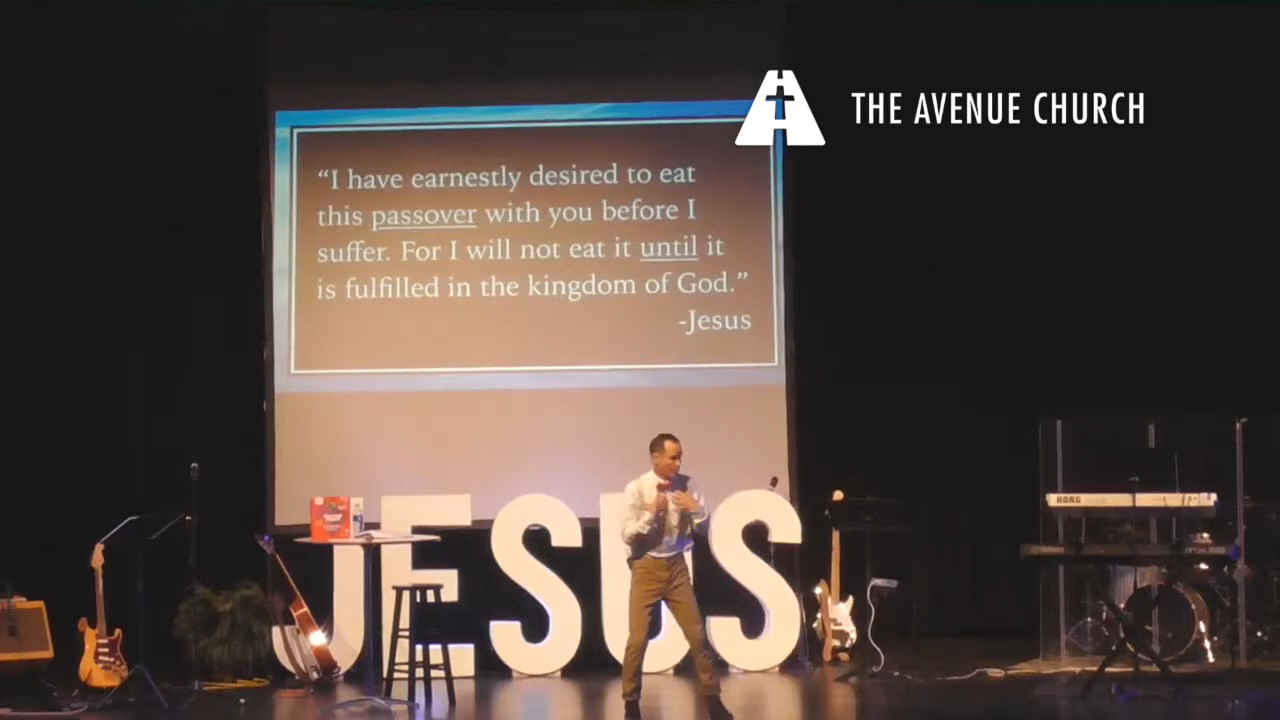 THE AVENUE CHURCH
“I have earnestly desired to eat
this passover with you before I
suffer. For I will not eat it until it
is fulfilled in the kingdom of God.”
-Jesus
JESUS
KORG